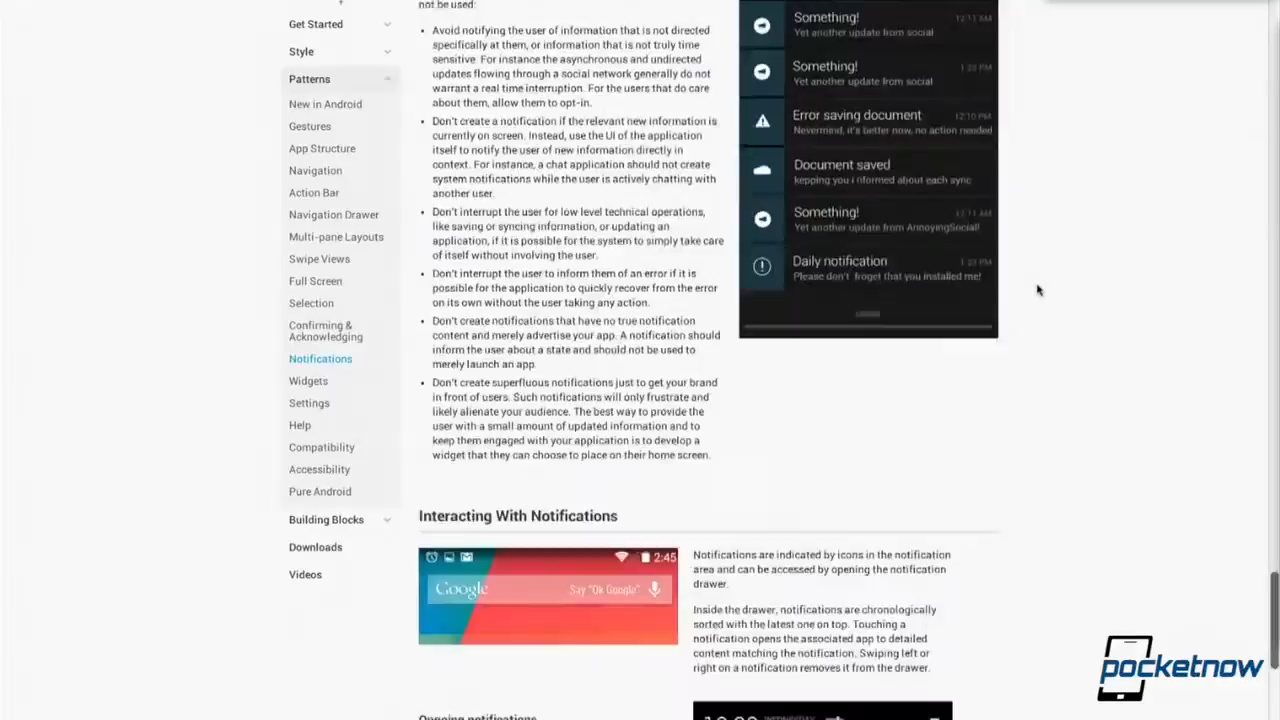 Get Started
Style
Patterns
New in Android
Gestures
App Structure
Navigation
Action Bar
Navigation Drawer
Multi-pane Layouts
Swipe Views
Full Screen
Selection
Confirming &
Acknowledging
Notifications
Widgets
Settings
Help
Compatibility
Accessibility
Pure Android
Building Blocks
Downloads
Videos
not be used:
• Avoid notifying the user of information that is not directed
specifically at them, or information that is not truly time
sensitive. For instance the asynchronous and undirected
updates flowing through a social network generally do not
warrant a real time interruption. For the users that do care
about them, allow them to opt-in.
• Don't create a notification if the relevant new information is
currently on screen. Instead, use the UI of the application
itself to notify the user of new information directly in
context. For instance, a chat application should not create
system notifications while the user is actively chatting with
another user.
• Don't interrupt the user for low level technical operations,
like saving or syncing information, or updating an
application, if it is possible for the system to simply take care
of itself without involving the user.
• Don't interrupt the user to inform them of an error if it is
possible for the application to quickly recover from the error
on its own without the user taking any action.
• Don't create notifications that have no true notification
content and merely advertise your app. A notification should
inform the user about a state and should not be used to
merely launch an app.
• Don't create superfluous notifications just to get your brand
in front of users. Such notifications will only frustrate and
likely alienate your audience. The best way to provide the
user with a small amount of updated information and to
keep them engaged with your application is to develop a
widget that they can choose to place on their home screen.
Something! 12:11 AM
Yet another update from social
Something! 1:23 PM
Yet another update from social
Error saving document 12:10 PM
Nevermind, it's better now, no action needed
Document saved
kepping you i nformed about each sync
Something! 12:11 AM
Yet another update from AnnoyingSocial!
Daily notification 1:23 PM
Please don't froget that you installed me!
Interacting With Notifications
2:45
Google Say "Ok Google"
Notifications are indicated by icons in the notification
area and can be accessed by opening the notification
drawer.
Inside the drawer, notifications are chronologically
sorted with the latest one on top. Touching a
notification opens the associated app to detailed
content matching the notification. Swiping left or
right on a notification removes it from the drawer.
Ongoing notifications
WEDNESDAY
pocketnow